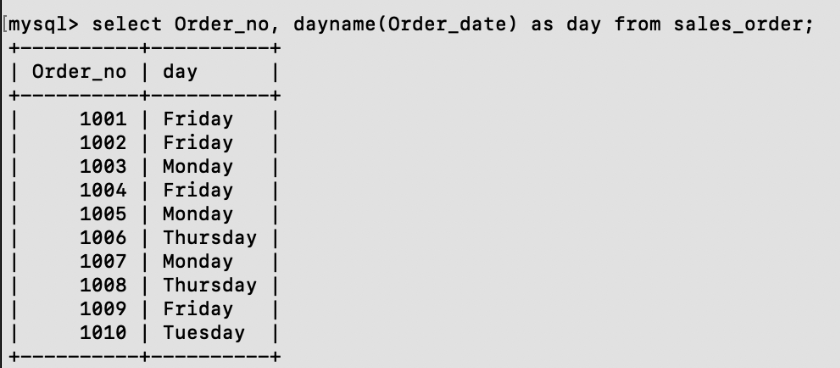 [mysql> select Order_no, dayname(Order_date) as day from sales_order;
+----------+----------+
| Order_no | day      |
+----------+----------+
|     1001 | Friday   |
|     1002 | Friday   |
|     1003 | Monday   |
|     1004 | Friday   |
|     1005 | Monday   |
|     1006 | Thursday |
|     1007 | Monday   |
|     1008 | Thursday |
|     1009 | Friday   |
|     1010 | Tuesday  |
+----------+----------+